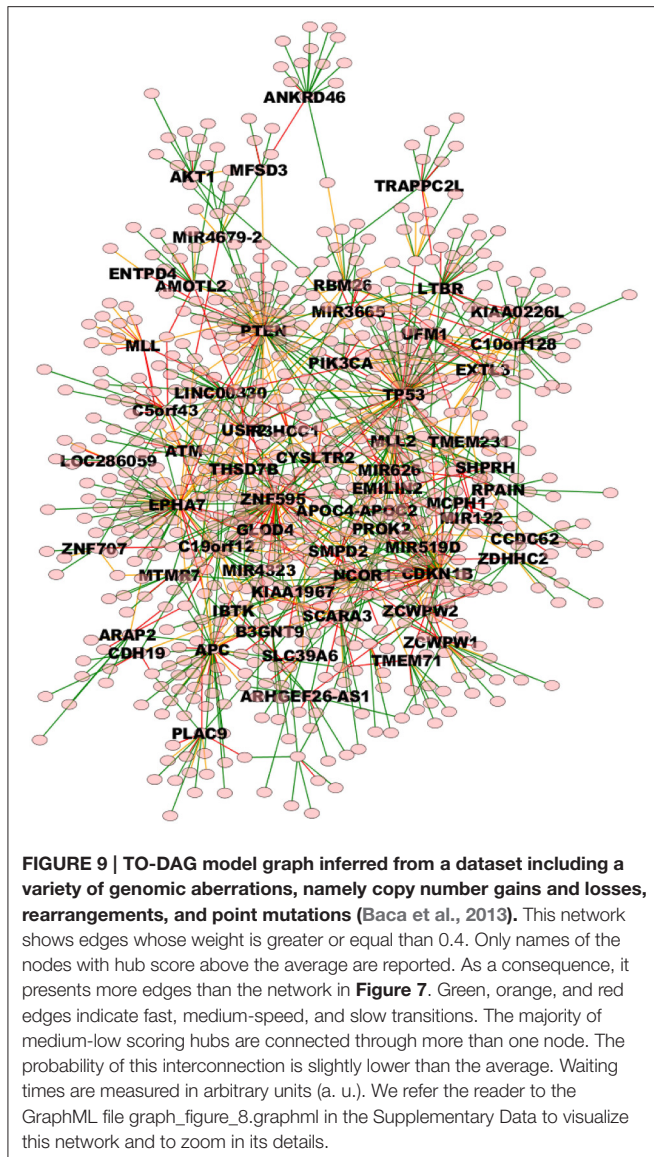 ANKRD46
AKT1
MFSD3
TRAPPC2L
MIR4679-2
ENTPD4
AMOTL2
RBM26
LTBR
MIR3665
KIAA0226L
PTEN
UFM1
C10orf128
MLL
PIK3CA
EXTL3
LINC00330
TP53
C5orf43
R3HCC1
MLL2
TMEM231
ATM
CYSLTR2
LOC286059
THSD7B
MIR626
SHPRH
EMILIN2
RPAIN
EPHA7
ZNF595
MCPH1
APOC4-APOC2
MIR122
GLOD4
PROK2
CCDC62
ZNF707
C19orf12
SMPD2
MIR519D
ZDHHC2
MTMR7
MIR4323
NCOR1
CDKN1B
KIAA1967
IBTK
SCARA3
ZCWPW2
ARAP2
B3GNT9
ZCWPW1
CDH19
APC
SLC39A6
TMEM71
ARHGEF26-AS1
PLAC9
FIGURE 9 | TO-DAG model graph inferred from a dataset including a
variety of genomic aberrations, namely copy number gains and losses,
rearrangements, and point mutations (Baca et al., 2013). This network
shows edges whose weight is greater or equal than 0.4. Only names of the
nodes with hub score above the average are reported. As a consequence, it
presents more edges than the network in Figure 7. Green, orange, and red
edges indicate fast, medium-speed, and slow transitions. The majority of
medium-low scoring hubs are connected through more than one node. The
probability of this interconnection is slightly lower than the average. Waiting
times are measured in arbitrary units (a. u.). We refer the reader to the
GraphML file graph_figure_8.graphml in the Supplementary Data to visualize
this network and to zoom in its details.